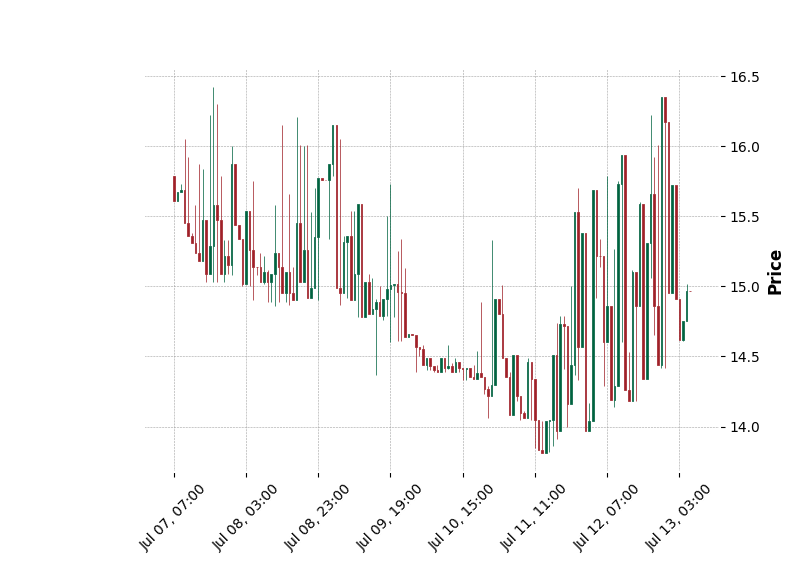 16.5
16.0
15.5
15.0
14.5
14.0
Price
Jul 07, 07:00
Jul 08, 03:00
Jul 08, 23:00
Jul 09, 19:00
Jul 10, 15:00
Jul 11, 11:00
Jul 12, 07:00
Jul 13, 03:00